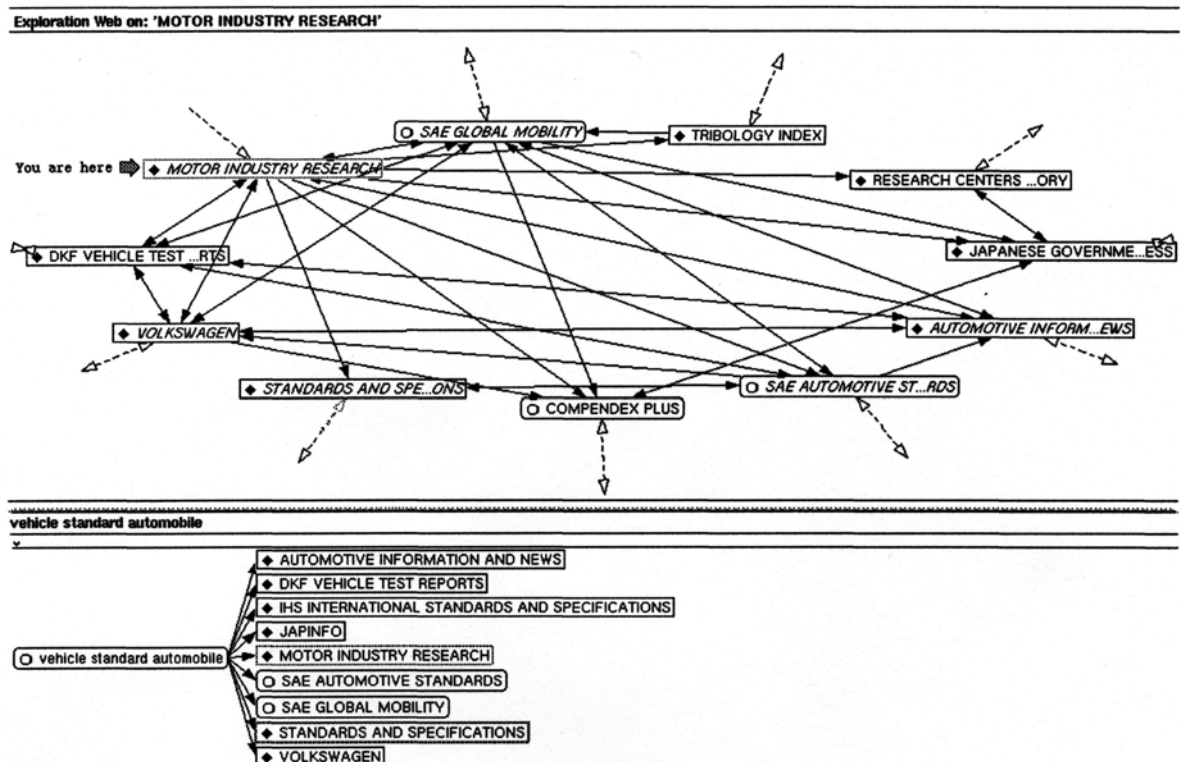 Exploration Web on: 'MOTOR INDUSTRY RESEARCH'
SAE GLOBAL MOBILITY
TRIBOLOGY INDEX
You are here
MOTOR INDUSTRY RESEARCH
RESEARCH CENTERS ...ORY
DKF VEHICLE TEST ...RTS
JAPANESE GOVERNME...ESS
VOLKSWAGEN
AUTOMOTIVE INFORM...EWS
STANDARDS AND SPE...ONS
SAE AUTOMOTIVE ST...RDS
COMPENDEX PLUS
vehicle standard automobile
AUTOMOTIVE INFORMATION AND NEWS
DKF VEHICLE TEST REPORTS
IHS INTERNATIONAL STANDARDS AND SPECIFICATIONS
JAPINFO
vehicle standard automobile
MOTOR INDUSTRY RESEARCH
SAE AUTOMOTIVE STANDARDS
SAE GLOBAL MOBILITY
STANDARDS AND SPECIFICATIONS
VOLKSWAGEN